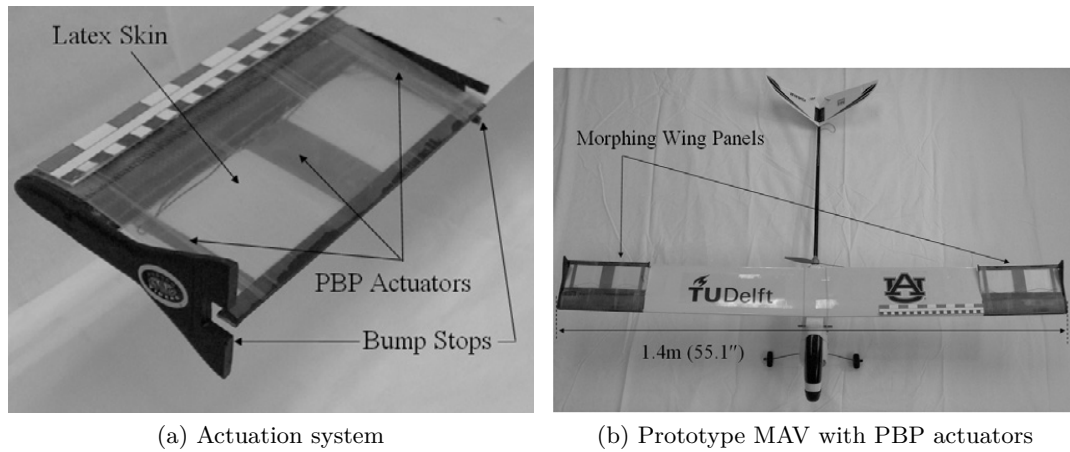 Latex Skin
PBP Actuators
Bump Stops
(a) Actuation system
Morphing Wing Panels
TUDelft
AU
1.4m (55.1″)
(b) Prototype MAV with PBP actuators